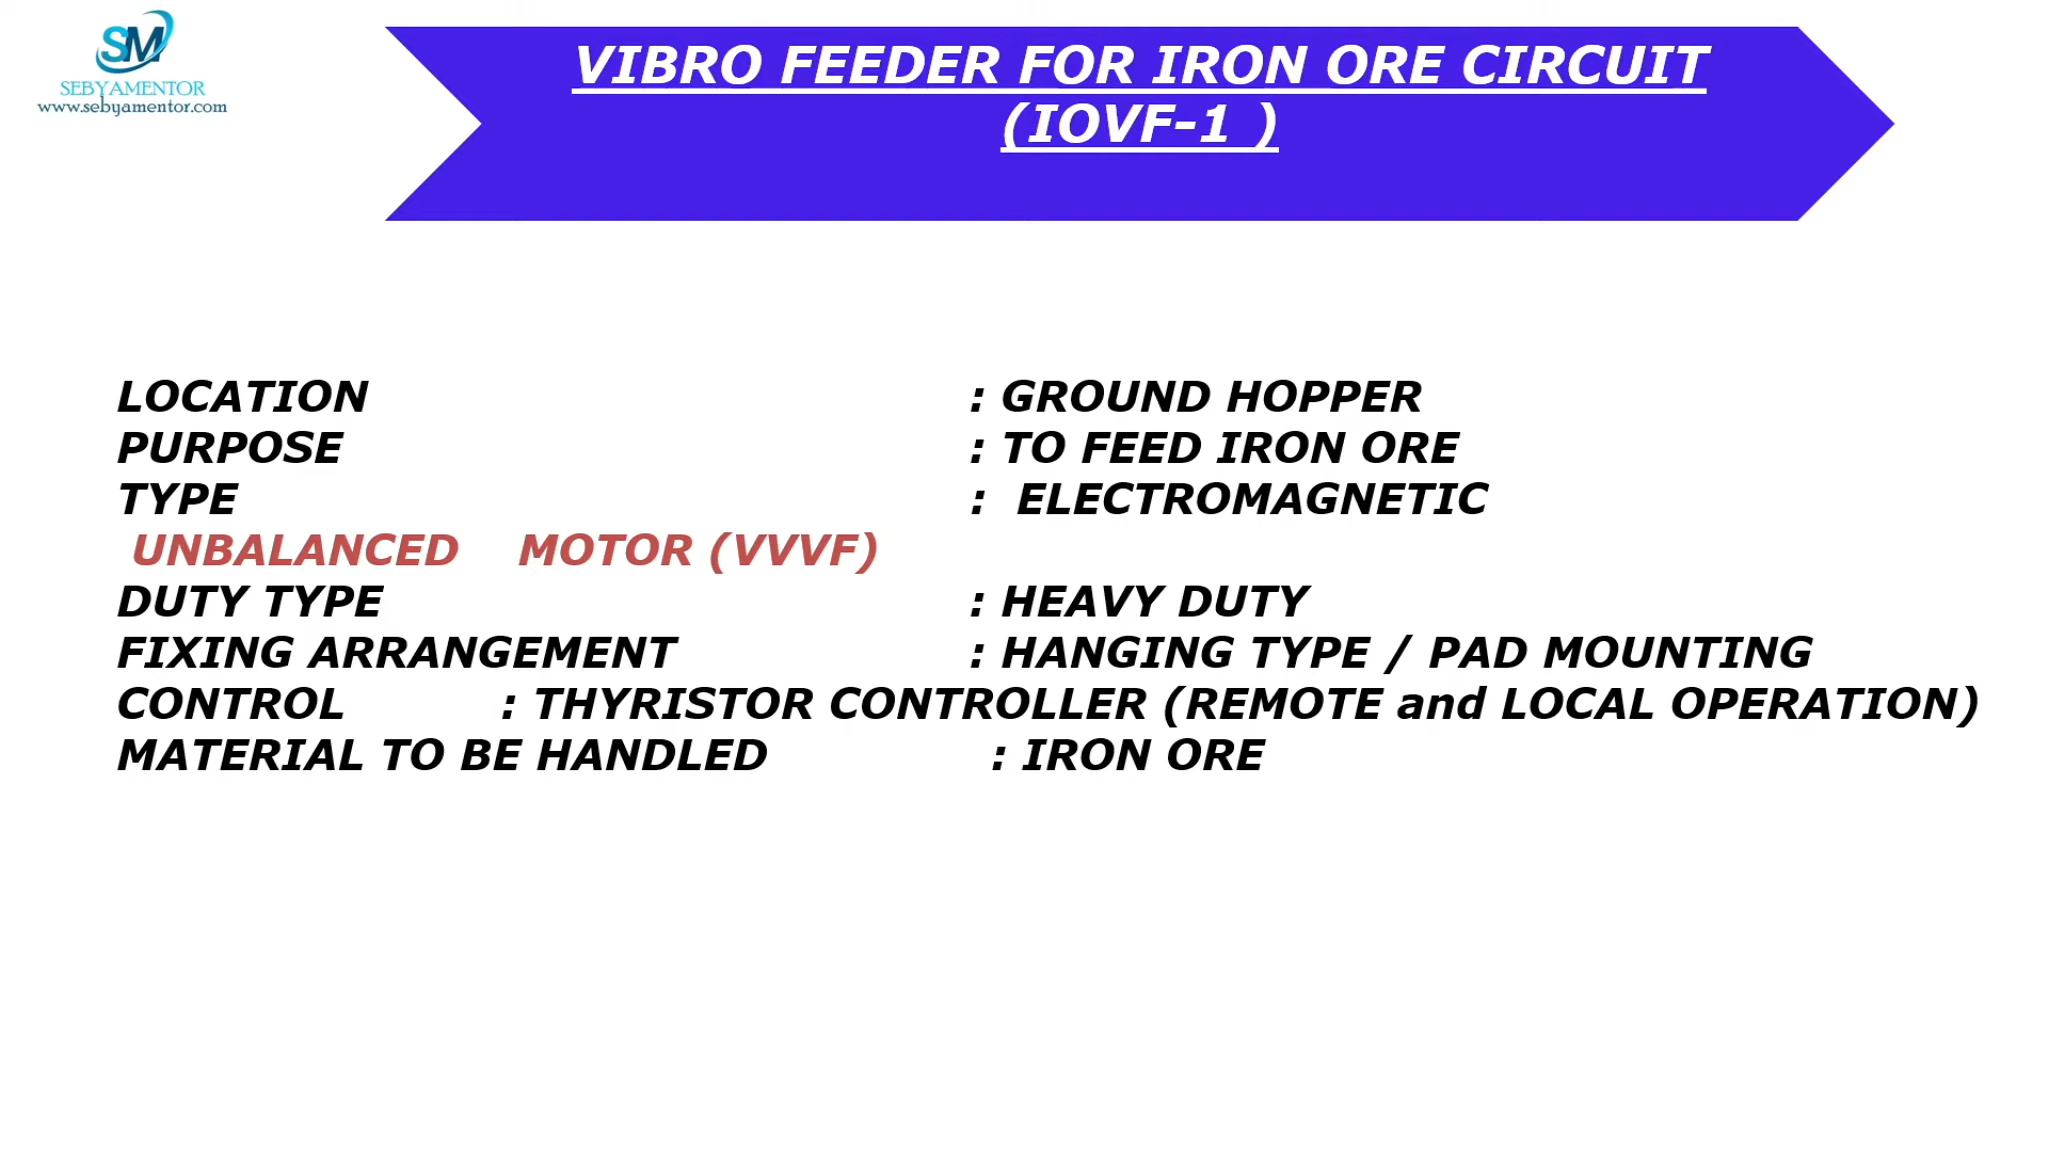 SM
SEBYAMENTOR
www.sebyamentor.com
VIBRO FEEDER FOR IRON ORE CIRCUIT
(IOVF-1 )
LOCATION : GROUND HOPPER
PURPOSE : TO FEED IRON ORE
TYPE : ELECTROMAGNETIC
UNBALANCED MOTOR (VVVF)
DUTY TYPE : HEAVY DUTY
FIXING ARRANGEMENT : HANGING TYPE / PAD MOUNTING
CONTROL : THYRISTOR CONTROLLER (REMOTE and LOCAL OPERATION)
MATERIAL TO BE HANDLED : IRON ORE